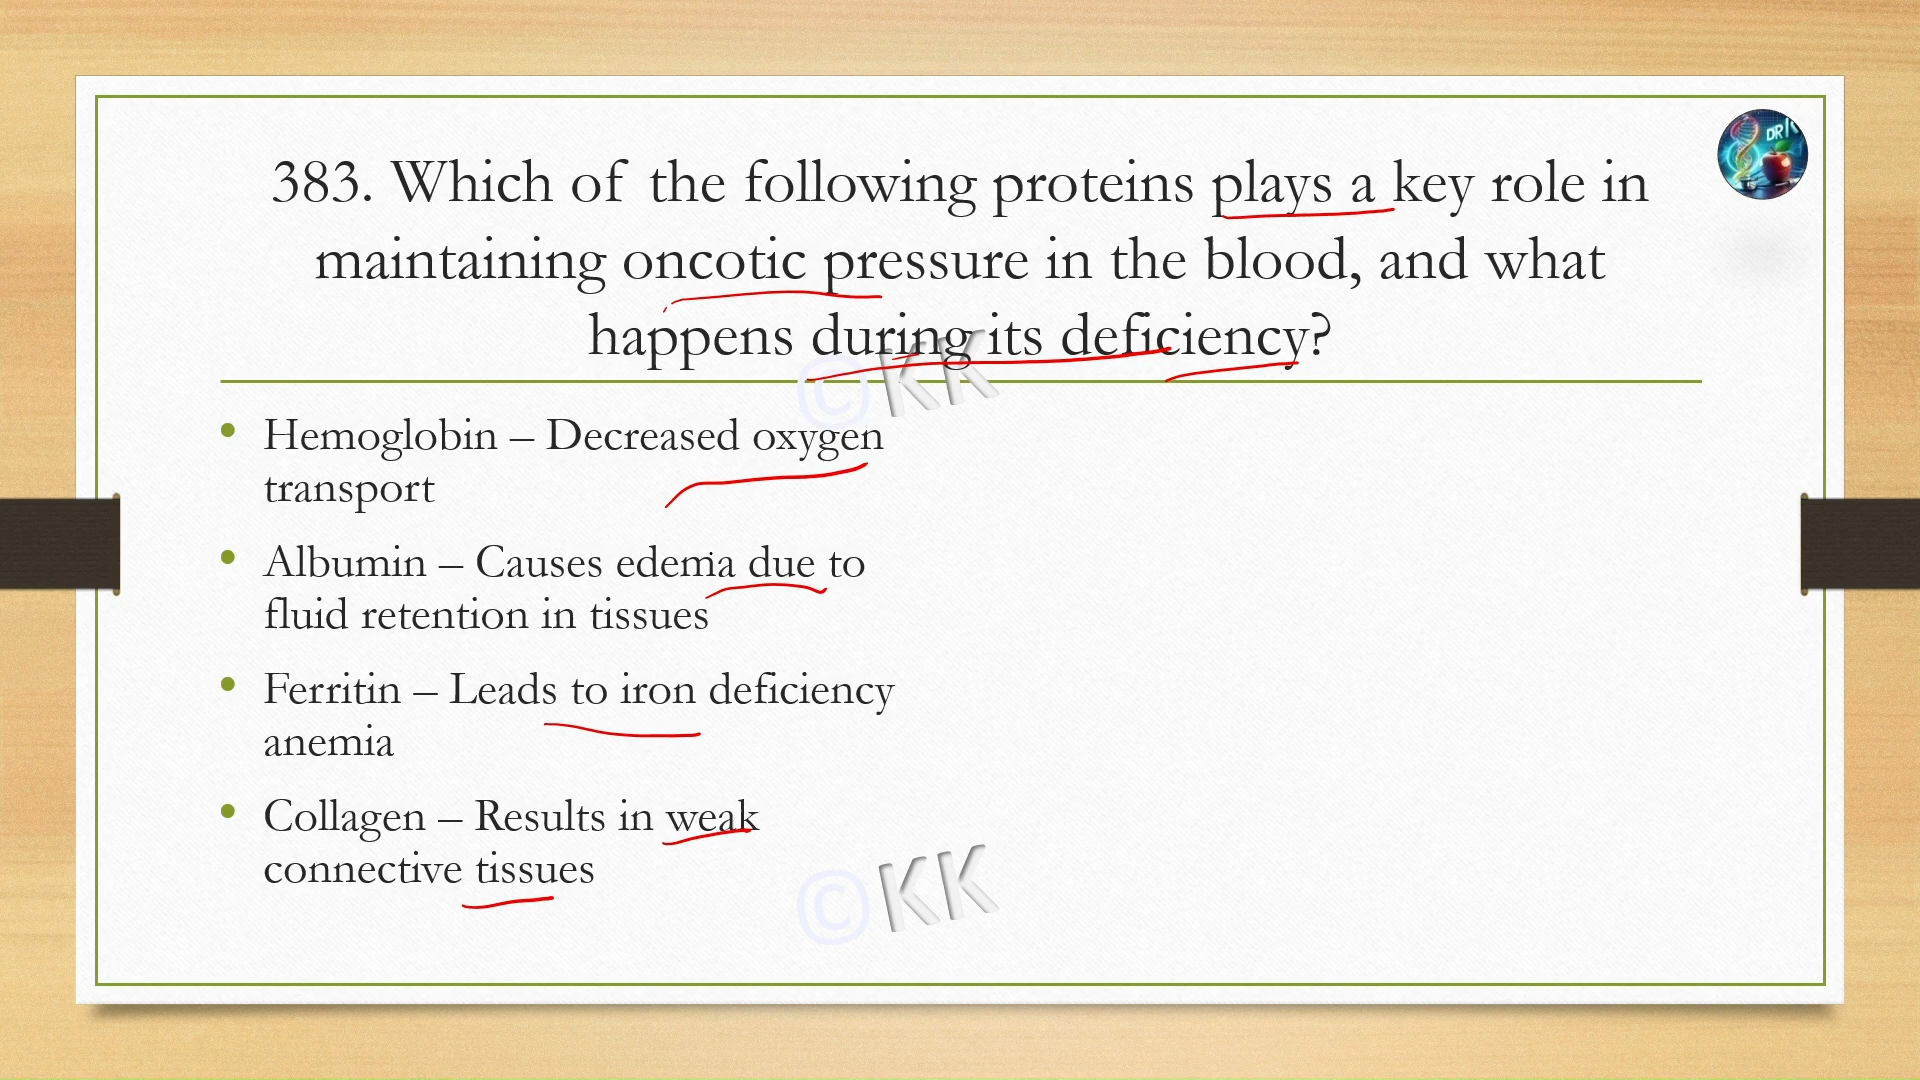 383. Which of the following proteins plays a key role in
maintaining oncotic pressure in the blood, and what
happens during its deficiency?
• Hemoglobin – Decreased oxygen
transport
• Albumin – Causes edema due to
fluid retention in tissues
• Ferritin – Leads to iron deficiency
anemia
• Collagen – Results in weak
connective tissues
©KK
©KK
DR